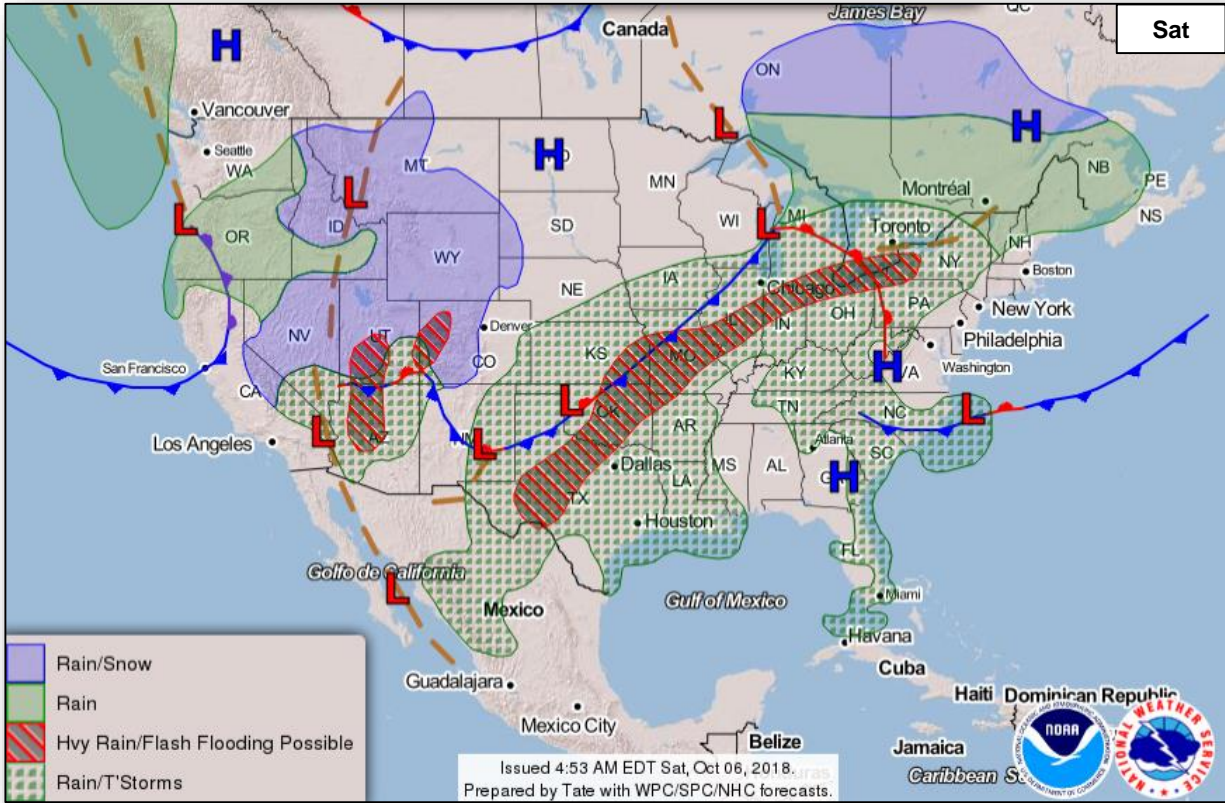 James Bay
QC
Sat
Canada
H
ON
Vancouver
L
H
H
Seattle
WA
MT
MN
NB
PE
Montréal
NS
L
ID
L
OR
SD
WI
MI
Toronto
NH
WY
NY
Boston
IA
NE
Chicago
PA
New York
NV
UT
Denver
IL
IN
OH
Philadelphia
San Francisco
CO
KS
MO
H
VA
Washington
CA
KY
L
OK
TN
NC
L
Los Angeles
L
AZ
NM
L
AR
Atlanta
SC
Dallas
MS
AL
H
GA
TX
LA
Houston
FL
Golfo de California
L
Mexico
Gulf of Mexico
Miami
Havana
Rain/Snow
Cuba
Rain
Guadalajara
Haiti
Dominican Republic
Hvy Rain/Flash Flooding Possible
Mexico City
Belize
Jamaica
NOAA
NATIONAL WEATHER SERVICE
Rain/T'Storms
Issued 4:53 AM EDT Sat, Oct 06, 2018.
Prepared by Tate with WPC/SPC/NHC forecasts.
Caribbean